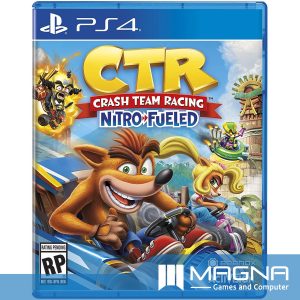 PS4
CTR
CRASH TEAM RACING
NITRO FUELED
RATING PENDING
RP
MAGNA
Games and Computer